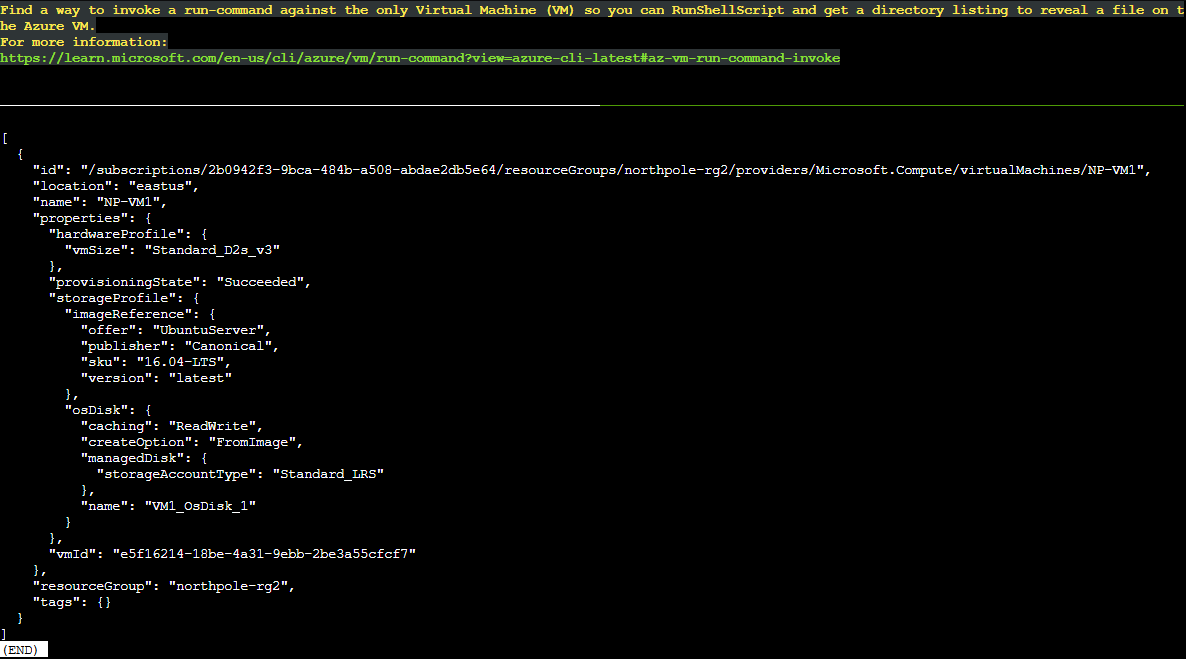 Find a way to invoke a run-command against the only Virtual Machine (VM) so you can RunShellScript and get a directory listing to reveal a file on t
he Azure VM.
For more information:
https://learn.microsoft.com/en-us/cli/azure/vm/run-command?view=azure-cli-latest#az-vm-run-command-invoke
[
  {
    "id": "/subscriptions/2b0942f3-9bca-484b-a508-abdae2db5e64/resourceGroups/northpole-rg2/providers/Microsoft.Compute/virtualMachines/NP-VM1",
    "location": "eastus",
    "name": "NP-VM1",
    "properties": {
      "hardwareProfile": {
        "vmSize": "Standard_D2s_v3"
      },
      "provisioningState": "Succeeded",
      "storageProfile": {
        "imageReference": {
          "offer": "UbuntuServer",
          "publisher": "Canonical",
          "sku": "16.04-LTS",
          "version": "latest"
        },
        "osDisk": {
          "caching": "ReadWrite",
          "createOption": "FromImage",
          "managedDisk": {
            "storageAccountType": "Standard_LRS"
          },
          "name": "VM1_OsDisk_1"
        }
      },
      "vmId": "e5f16214-18be-4a31-9ebb-2be3a55cfcf7"
    },
    "resourceGroup": "northpole-rg2",
    "tags": {}
  }
]
(END)